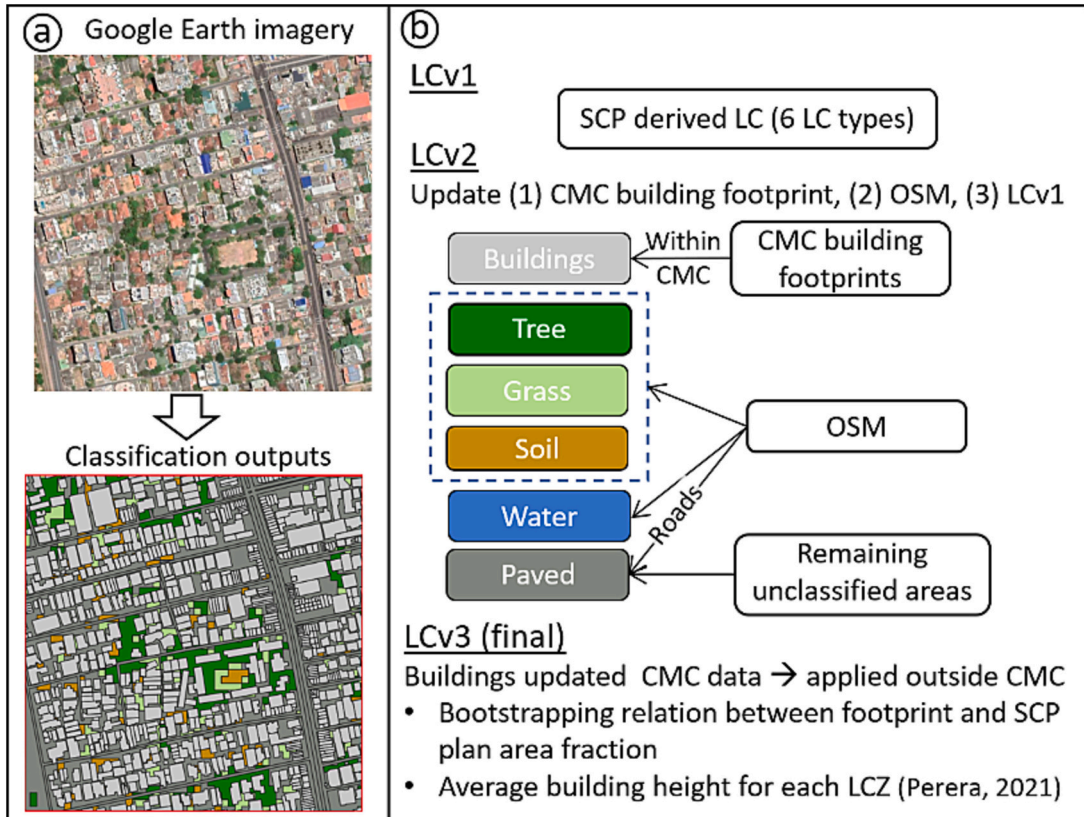 a
Google Earth imagery
Classification outputs
b
LCv1
SCP derived LC (6 LC types)
LCv2
Update (1) CMC building footprint, (2) OSM, (3) LCv1
Buildings
Within
CMC
CMC building
footprints
Tree
Grass
Soil
OSM
Water
Roads
Paved
Remaining
unclassified areas
LCv3 (final)
Buildings updated CMC data → applied outside CMC
• Bootstrapping relation between footprint and SCP
plan area fraction
• Average building height for each LCZ (Perera, 2021)